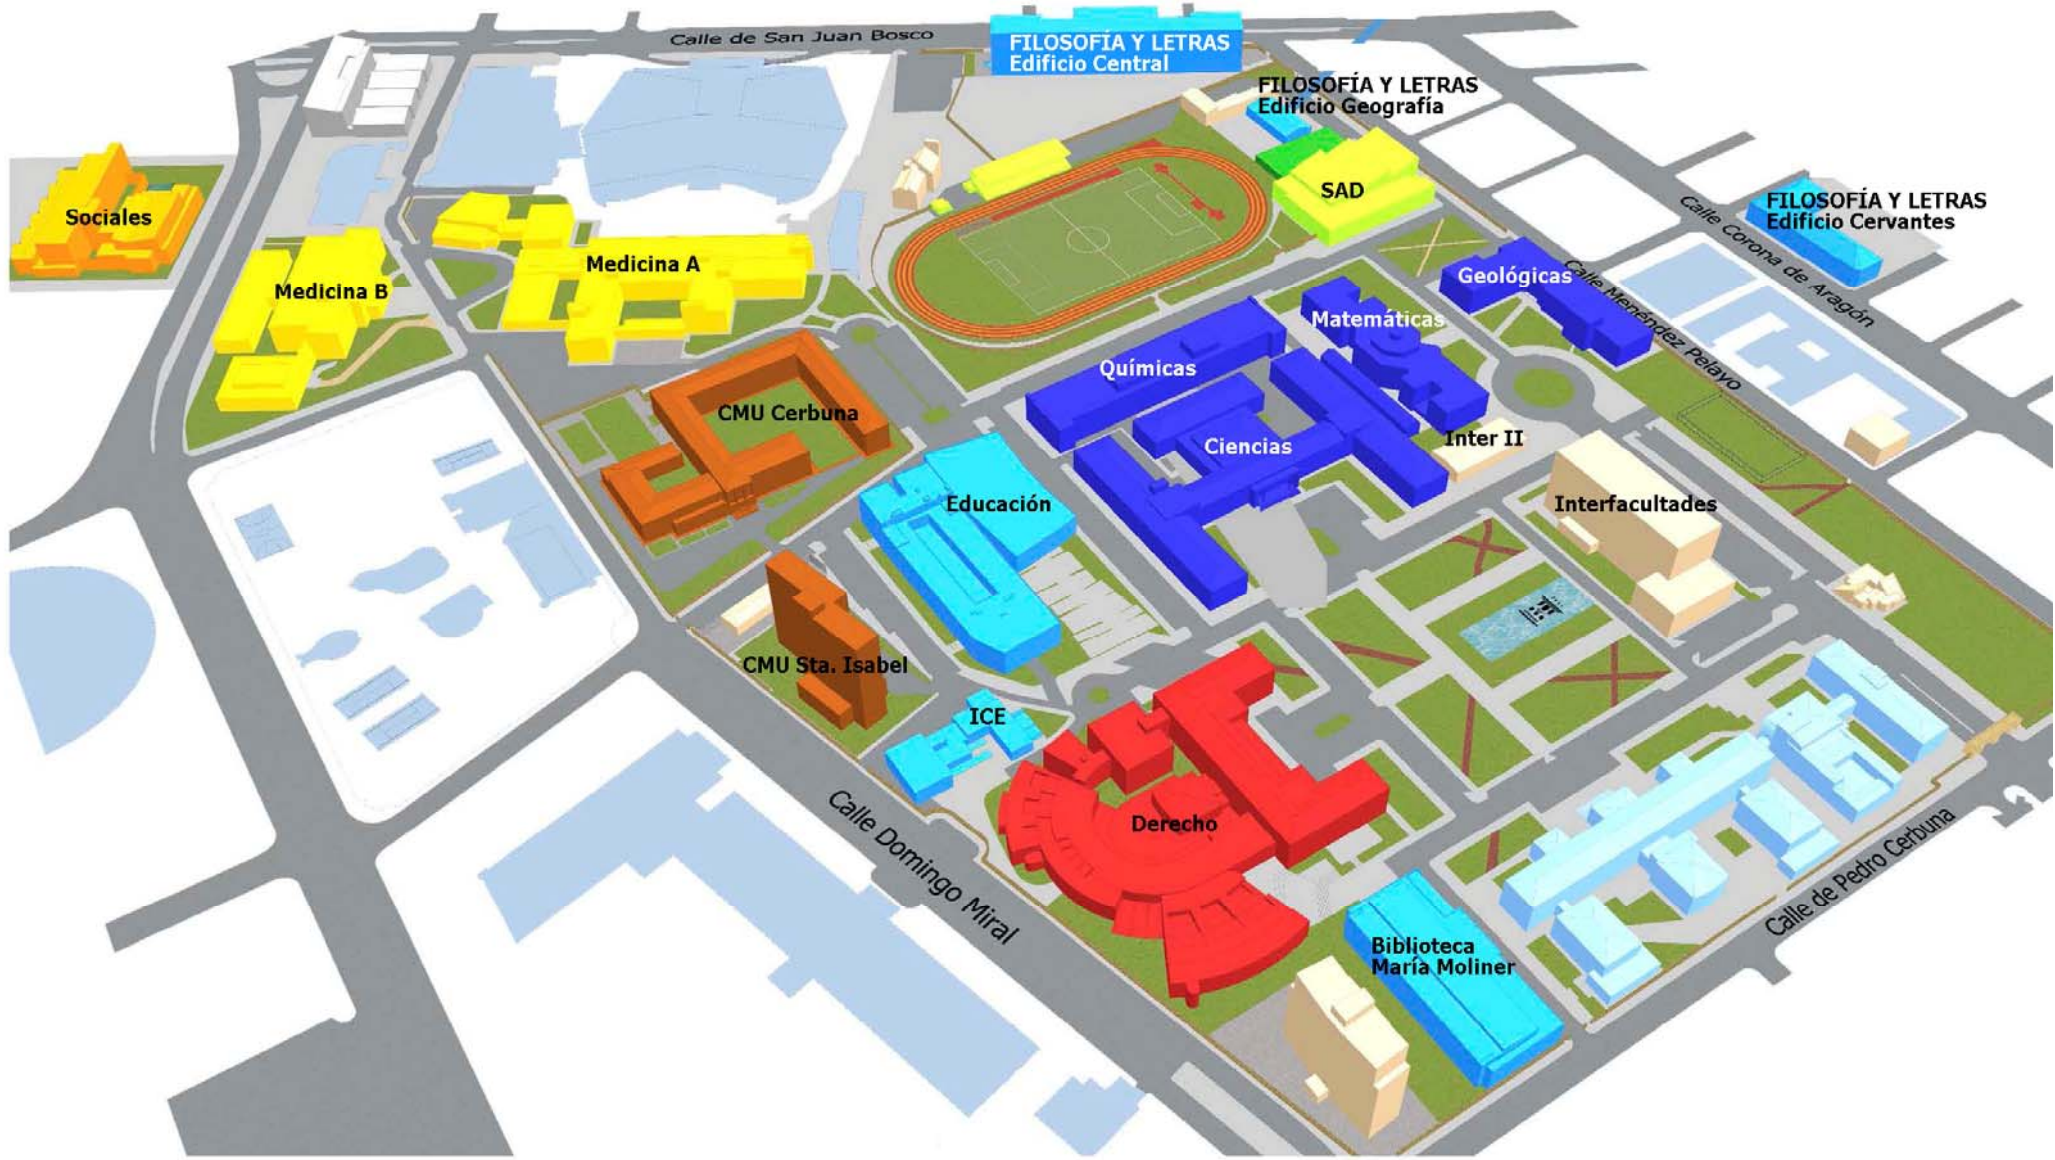 Calle de San Juan Bosco
FILOSOFÍA Y LETRAS
Edificio Central
FILOSOFÍA Y LETRAS
Edificio Geografía
SAD
FILOSOFÍA Y LETRAS
Edificio Cervantes
Calle Corona de Aragón
Sociales
Medicina B
Medicina A
Geológicas
Calle Menéndez Pelayo
Matemáticas
Químicas
CMU Cerbuna
Ciencias
Inter II
Educación
Interfacultades
CMU Sta. Isabel
ICE
Derecho
Calle Domingo Miral
Calle de Pedro Cerbuna
Biblioteca
María Moliner